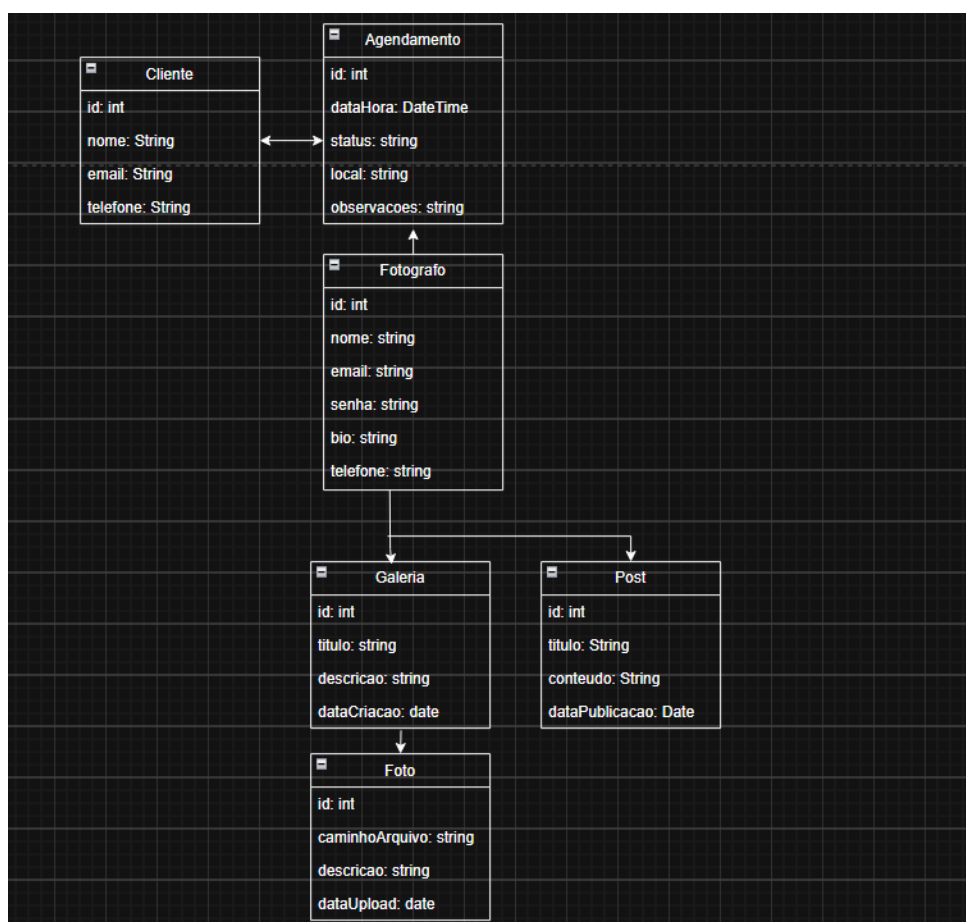 Agendamento
id: int
dataHora: DateTime
status: string
local: string
observacoes: string
Cliente
id: int
nome: String
email: String
telefone: String
Fotografo
id: int
nome: string
email: string
senha: string
bio: string
telefone: string
Galeria
id: int
titulo: string
descricao: string
dataCriacao: date
Post
id: int
titulo: String
conteudo: String
dataPublicacao: Date
Foto
id: int
caminhoArquivo: string
descricao: string
dataUpload: date